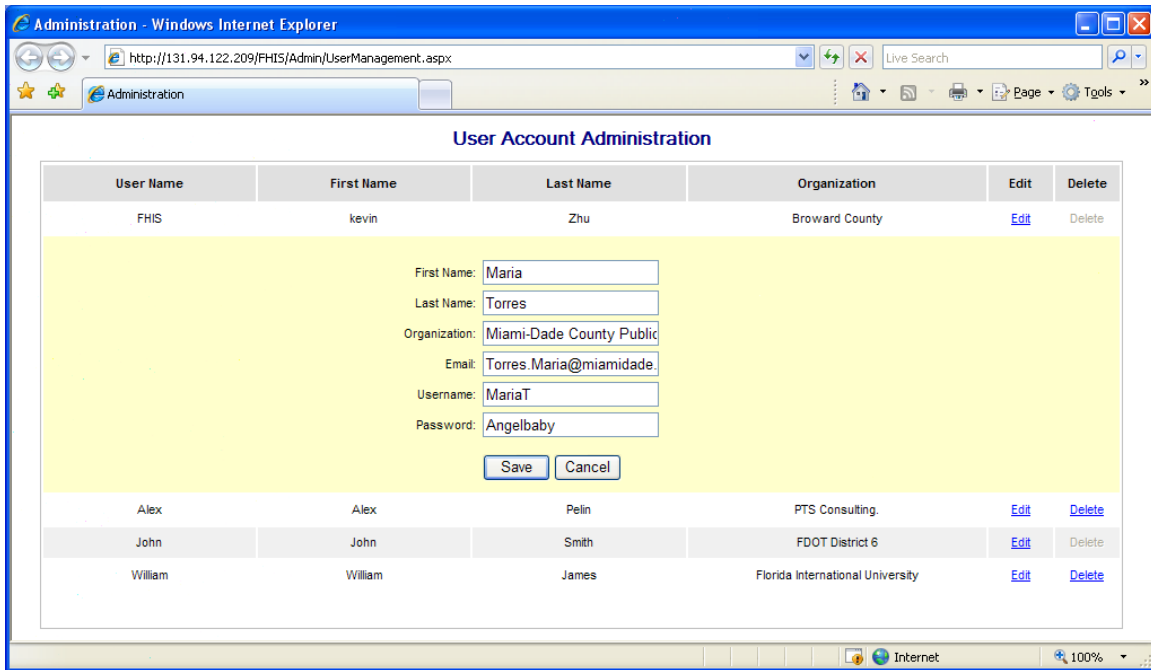 Administration - Windows Internet Explorer
http://131.94.122.209/FHIS/Admin/UserManagement.aspx Live Search
Administration Page Tools »
User Account Administration
User Name First Name Last Name Organization Edit Delete
FHIS kevin Zhu Broward County Edit Delete
First Name: Maria
Last Name: Torres
Organization: Miami-Dade County Public
Email: Torres.Maria@miamidade.
Username: MariaT
Password: Angelbaby
Save Cancel
Alex Alex Pelin PTS Consulting. Edit Delete
John John Smith FDOT District 6 Edit Delete
William William James Florida International University Edit Delete
Internet 100%